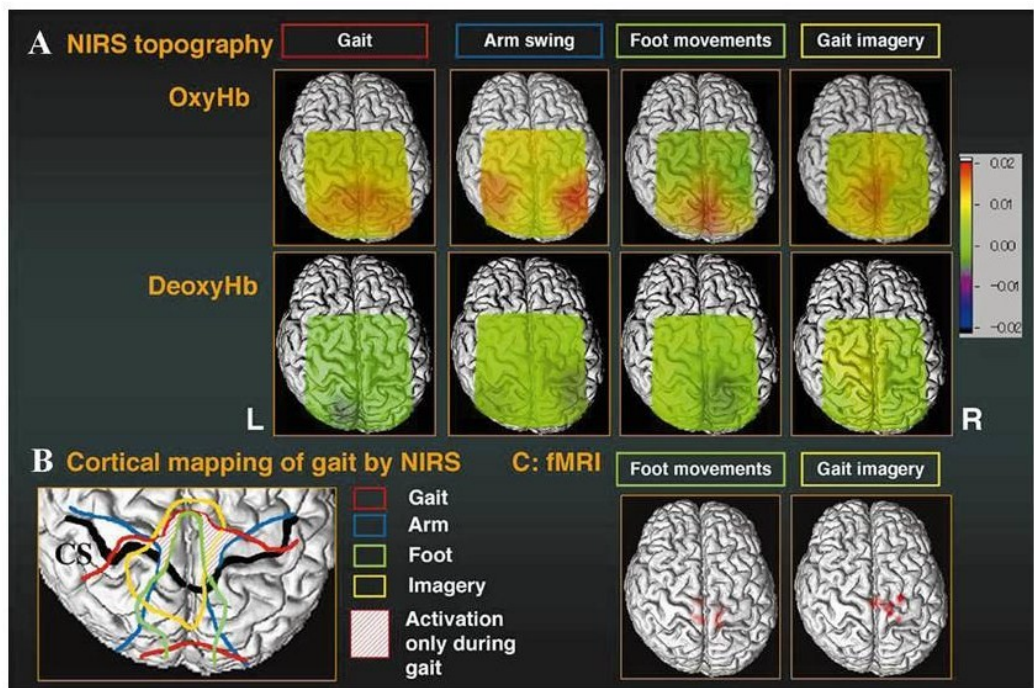 A NIRS topography
Gait
Arm swing
Foot movements
Gait imagery
OxyHb
0.02
0.01
0.00
-0.01
-0.02
DeoxyHb
L
R
B Cortical mapping of gait by NIRS
C: fMRI
Foot movements
Gait imagery
CS
Gait
Arm
Foot
Imagery
Activation
only during
gait